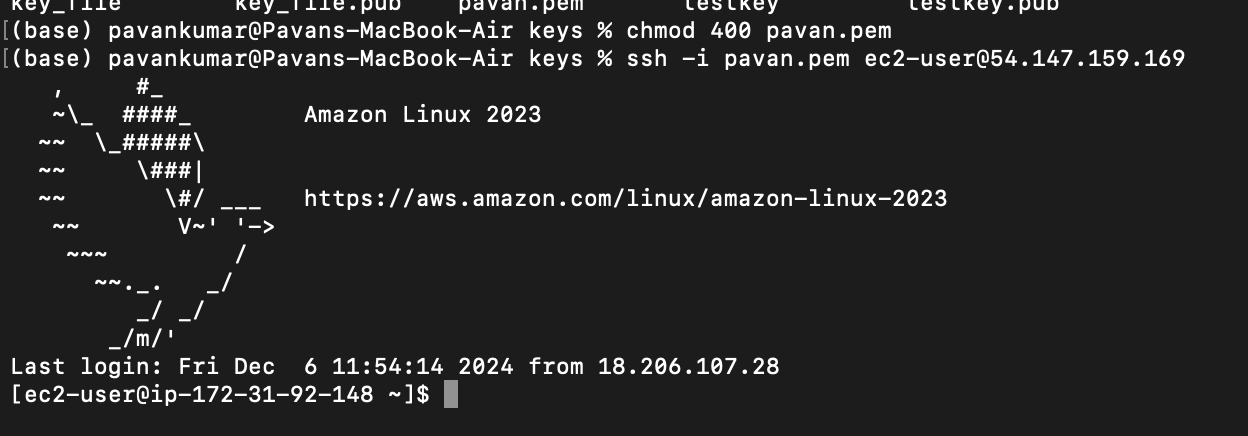 key_file        key_file.pub    pavan.pem       testkey         testkey.pub
[(base) pavankumar@Pavans-MacBook-Air keys % chmod 400 pavan.pem
[(base) pavankumar@Pavans-MacBook-Air keys % ssh -i pavan.pem ec2-user@54.147.159.169
   ,     #_
   ~\_  ####_        Amazon Linux 2023
  ~~  \_#####\
  ~~     \###|
  ~~       \#/ ___   https://aws.amazon.com/linux/amazon-linux-2023
   ~~       V~' '->
    ~~~         /
      ~~._.   _/
         _/ _/
       _/m/'
Last login: Fri Dec  6 11:54:14 2024 from 18.206.107.28
[ec2-user@ip-172-31-92-148 ~]$